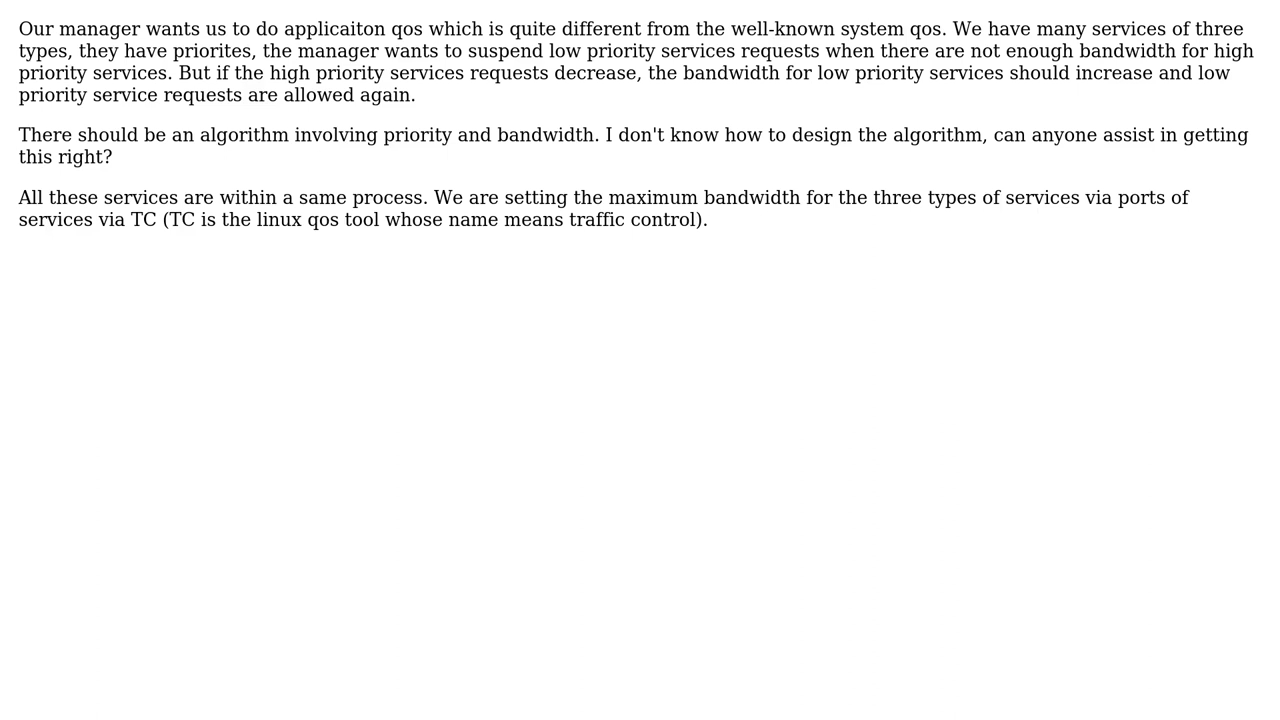 Our manager wants us to do applicaiton qos which is quite different from the well-known system qos. We have many services of three
types, they have priorites, the manager wants to suspend low priority services requests when there are not enough bandwidth for high
priority services. But if the high priority services requests decrease, the bandwidth for low priority services should increase and low
priority service requests are allowed again.
There should be an algorithm involving priority and bandwidth. I don't know how to design the algorithm, can anyone assist in getting
this right?
All these services are within a same process. We are setting the maximum bandwidth for the three types of services via ports of
services via TC (TC is the linux qos tool whose name means traffic control).